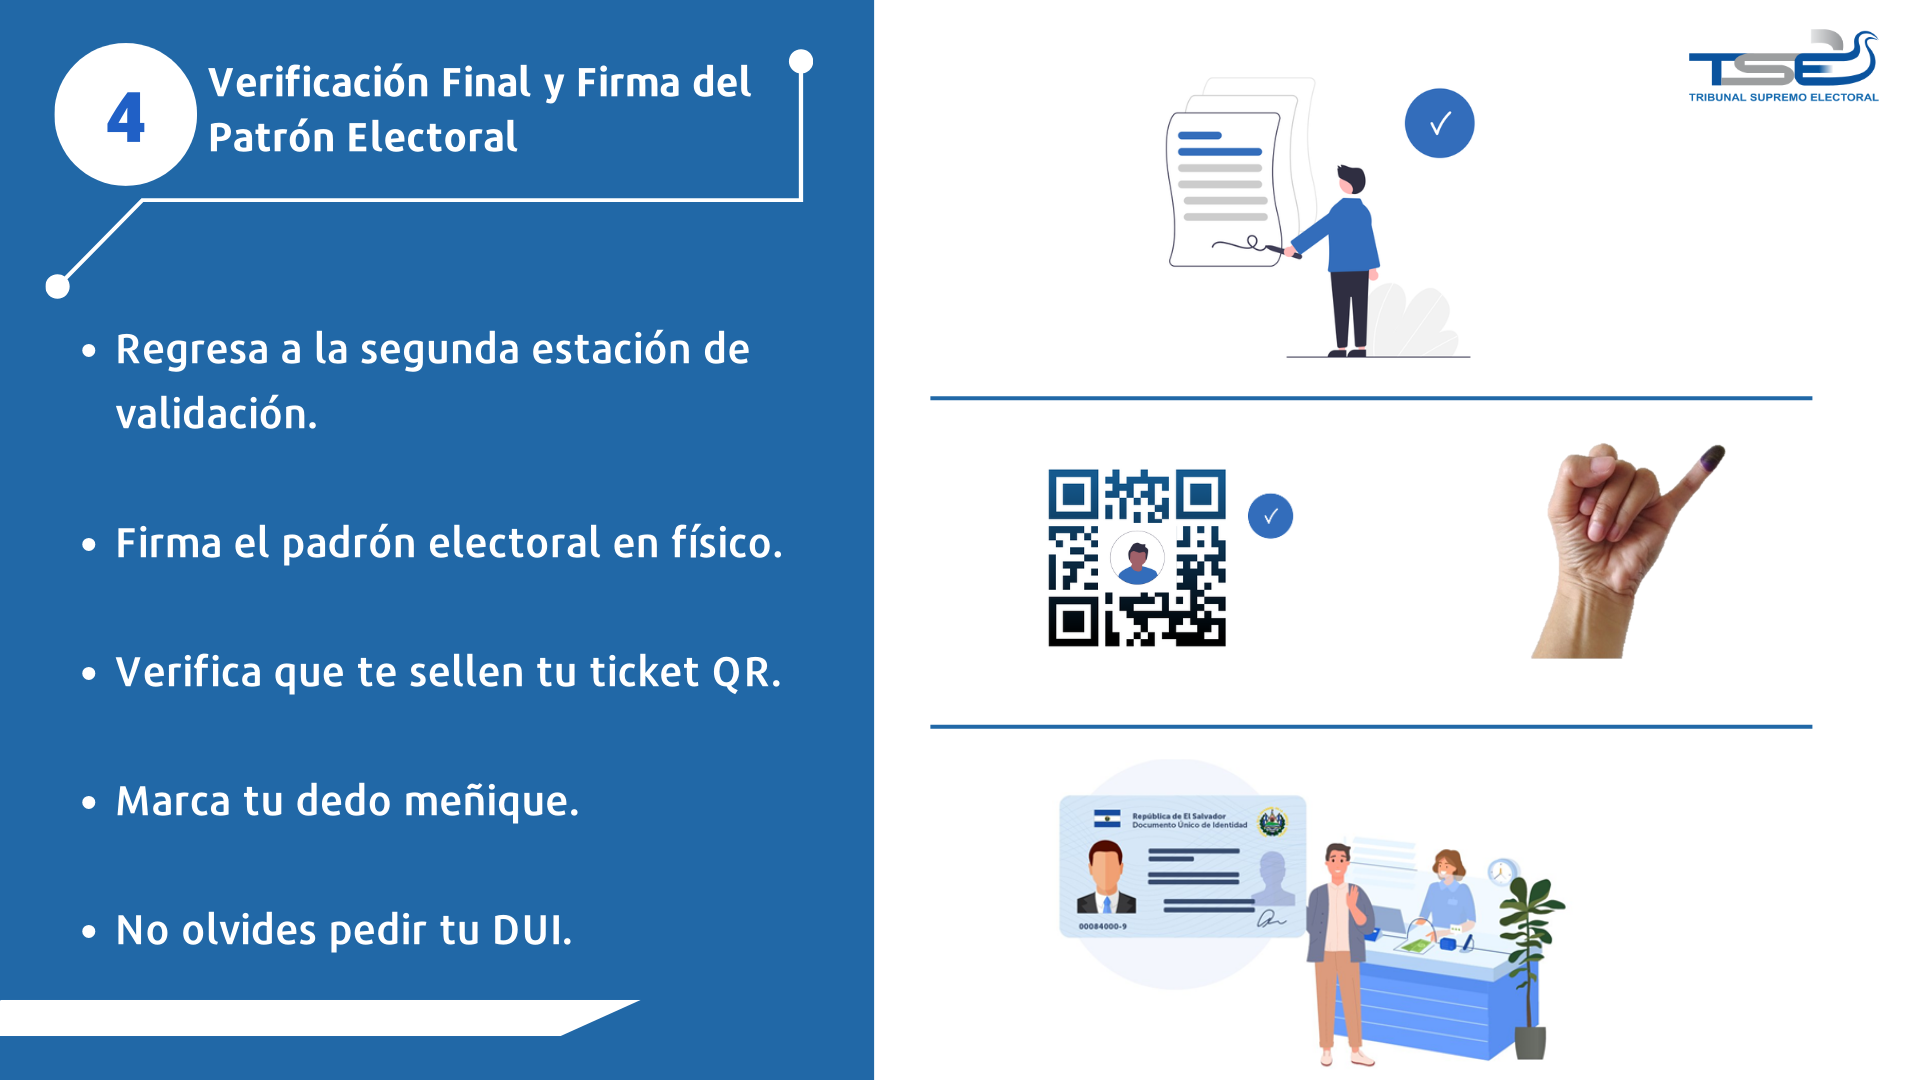 4
Verificación Final y Firma del
Patrón Electoral
• Regresa a la segunda estación de
validación.
• Firma el padrón electoral en físico.
• Verifica que te sellen tu ticket QR.
• Marca tu dedo meñique.
• No olvides pedir tu DUI.
TSE
TRIBUNAL SUPREMO ELECTORAL
República de El Salvador
Documento Único de Identidad
00084000-9